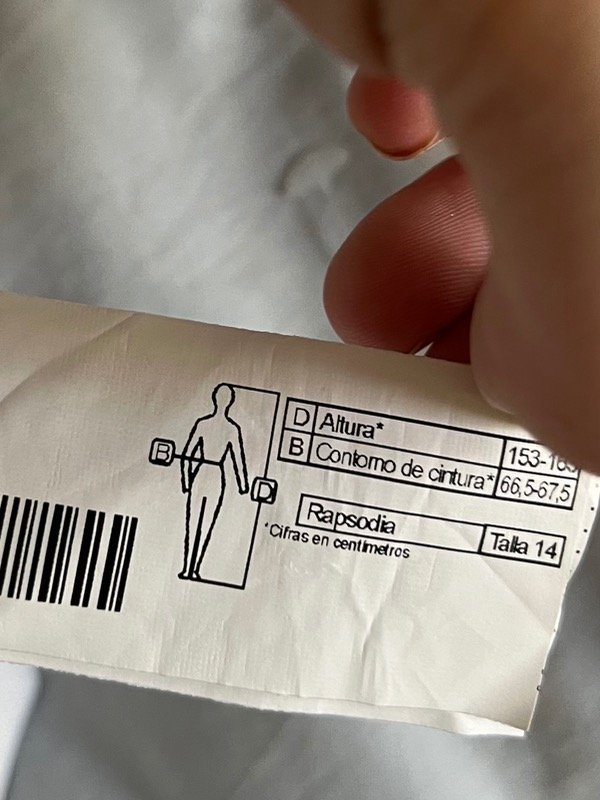 D Altura*
B Contorno de cintura* 66,5-67,5
Rapsodia Talla 14
*Cifras en centímetros
B
D